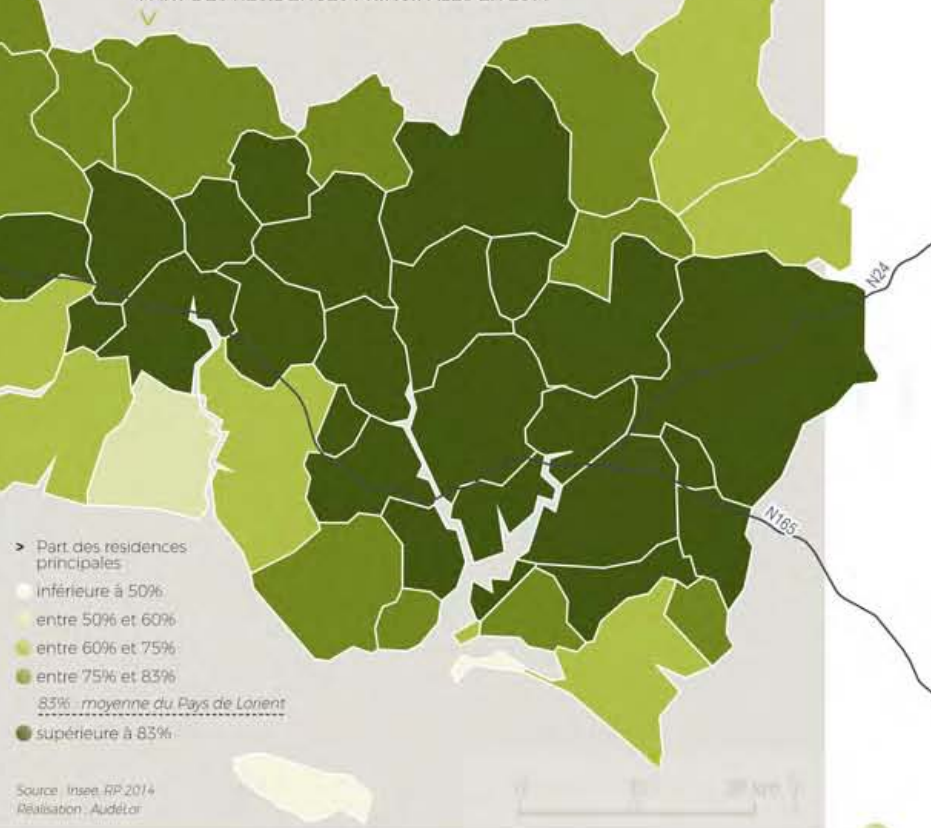 N24
N165
> Part des residences
principales
inférieure à 50%
entre 50% et 60%
entre 60% et 75%
entre 75% et 83%
83% : moyenne du Pays de Lorient
supérieure à 83%
Source : Insee, RP 2014
Réalisation : AudéLor